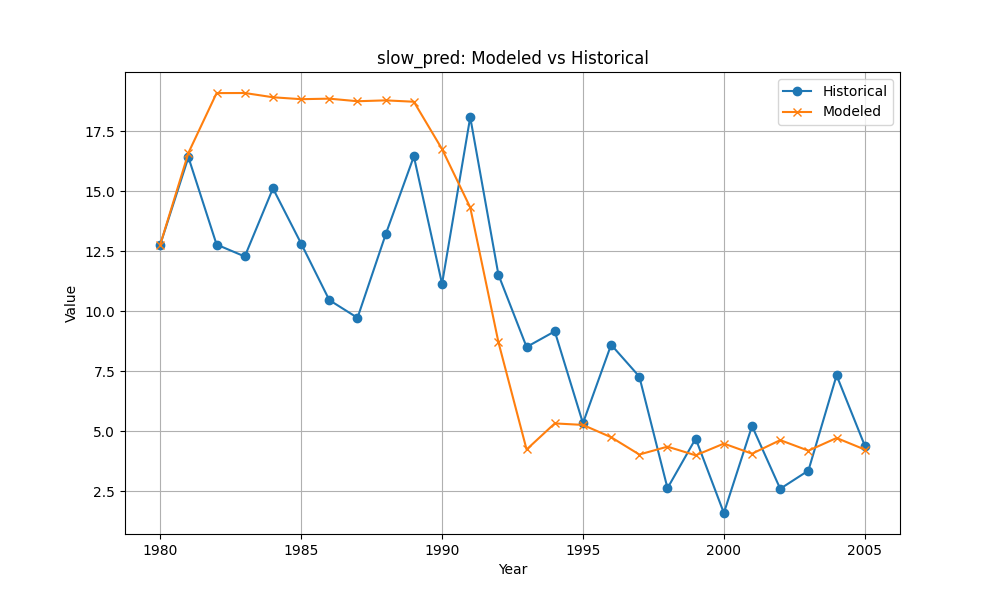 slow_pred: Modeled vs Historical
Historical
Modeled
Value
17.5
15.0
12.5
10.0
7.5
5.0
2.5
1980
1985
1990
1995
2000
2005
Year